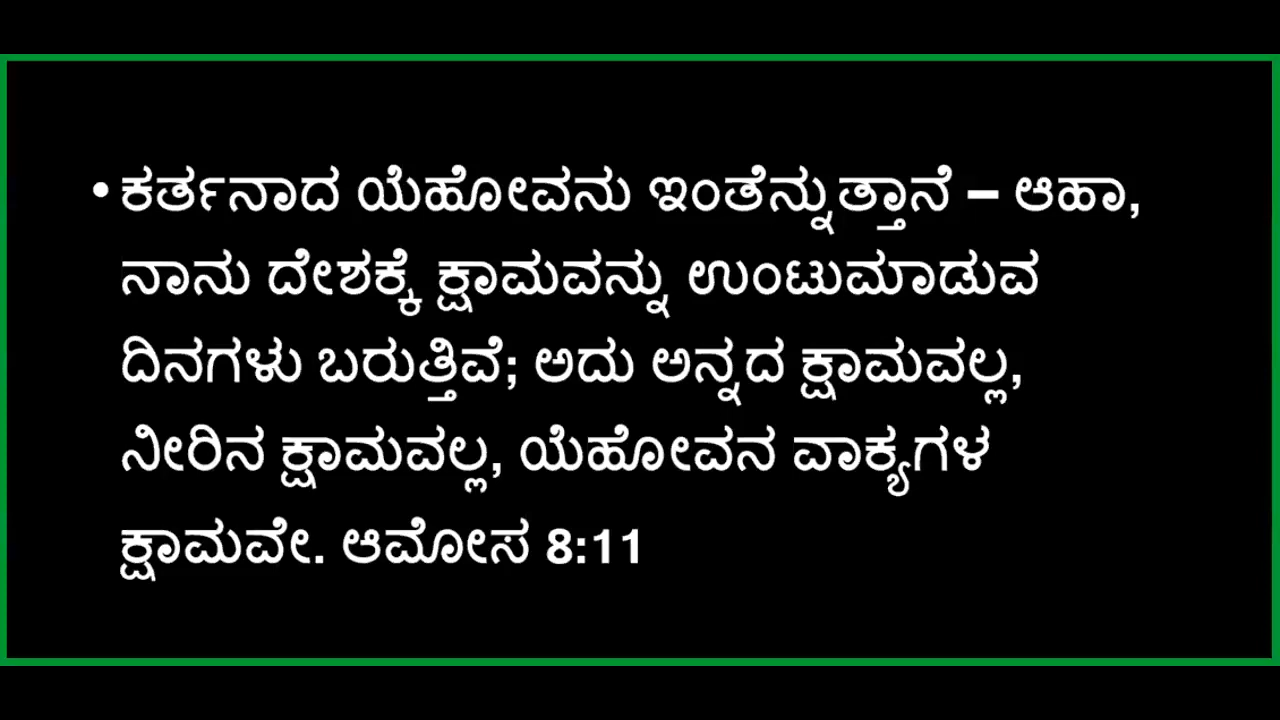 • ಕರ್ತನಾದ ಯೆಹೋವನು ಇಂತೆನ್ನುತ್ತಾನೆ – ಆಹಾ,
ನಾನು ದೇಶಕ್ಕೆ ಕ್ಷಾಮವನ್ನು ಉಂಟುಮಾಡುವ
ದಿನಗಳು ಬರುತ್ತಿವೆ; ಅದು ಅನ್ನದ ಕ್ಷಾಮವಲ್ಲ,
ನೀರಿನ ಕ್ಷಾಮವಲ್ಲ, ಯೆಹೋವನ ವಾಕ್ಯಗಳ
ಕ್ಷಾಮವೇ. ಆಮೋಸ 8:11